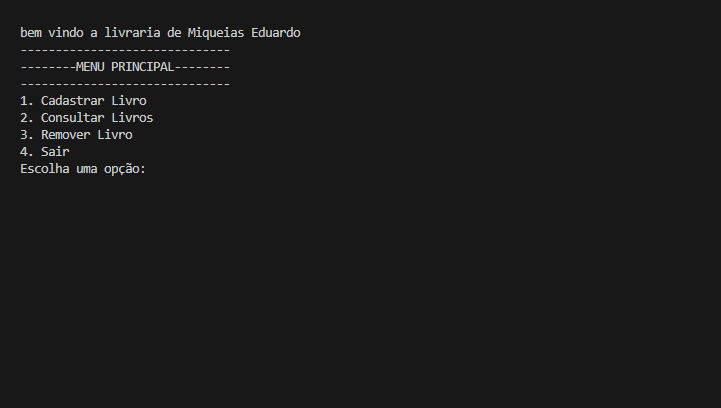 bem vindo a livraria de Miqueias Eduardo
------------------------------
--------MENU PRINCIPAL--------
------------------------------
1. Cadastrar Livro
2. Consultar Livros
3. Remover Livro
4. Sair
Escolha uma opção: